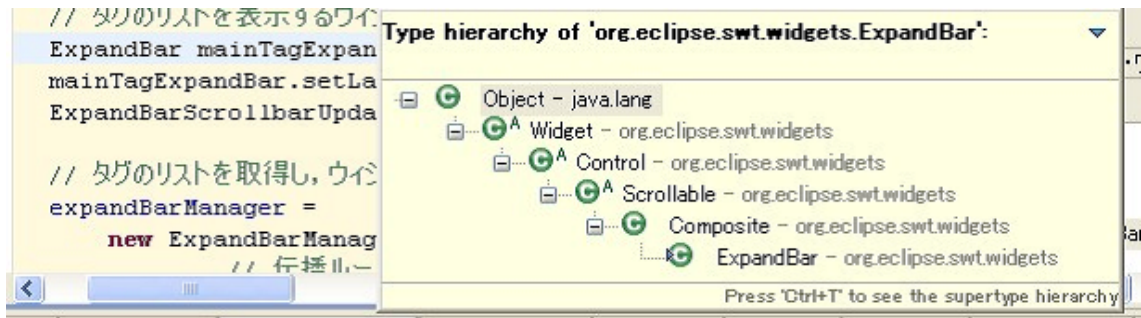 // タグのリストを表示するウィ
ExpandBar mainTagExpan
mainTagExpandBar.setLa
ExpandBarScrollbarUpda
// タグのリストを取得し，ウィン
expandBarManager =
new ExpandBarManag
// 伝播ルー
Type hierarchy of 'org.eclipse.swt.widgets.ExpandBar':
Object - java.lang
Widget - org.eclipse.swt.widgets
Control - org.eclipse.swt.widgets
Scrollable - org.eclipse.swt.widgets
Composite - org.eclipse.swt.widgets
ExpandBar - org.eclipse.swt.widgets
Press 'Ctrl+T' to see the supertype hierarchy